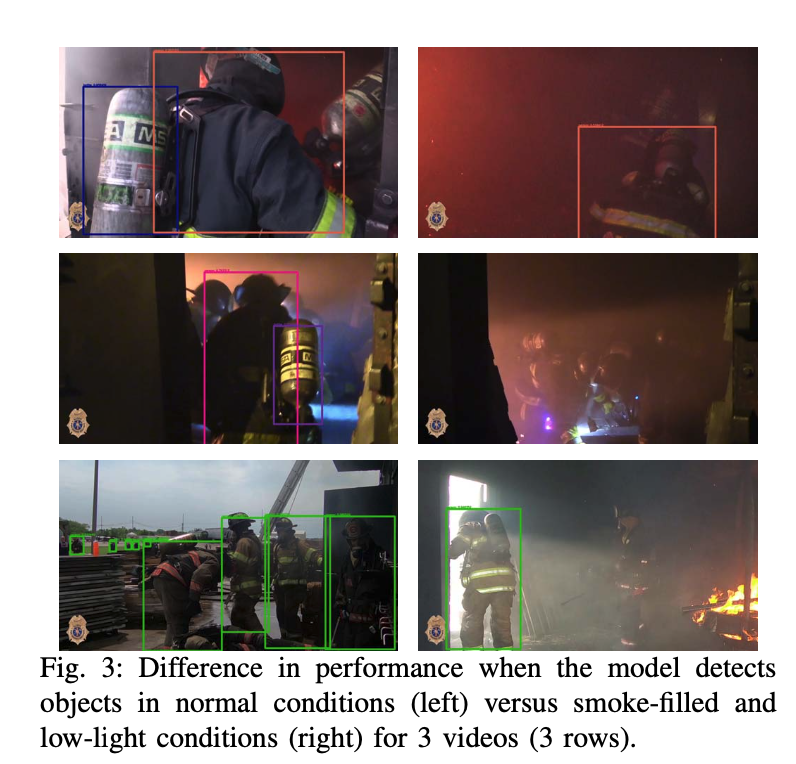 A MS
Fig. 3: Difference in performance when the model detects
objects in normal conditions (left) versus smoke-filled and
low-light conditions (right) for 3 videos (3 rows).